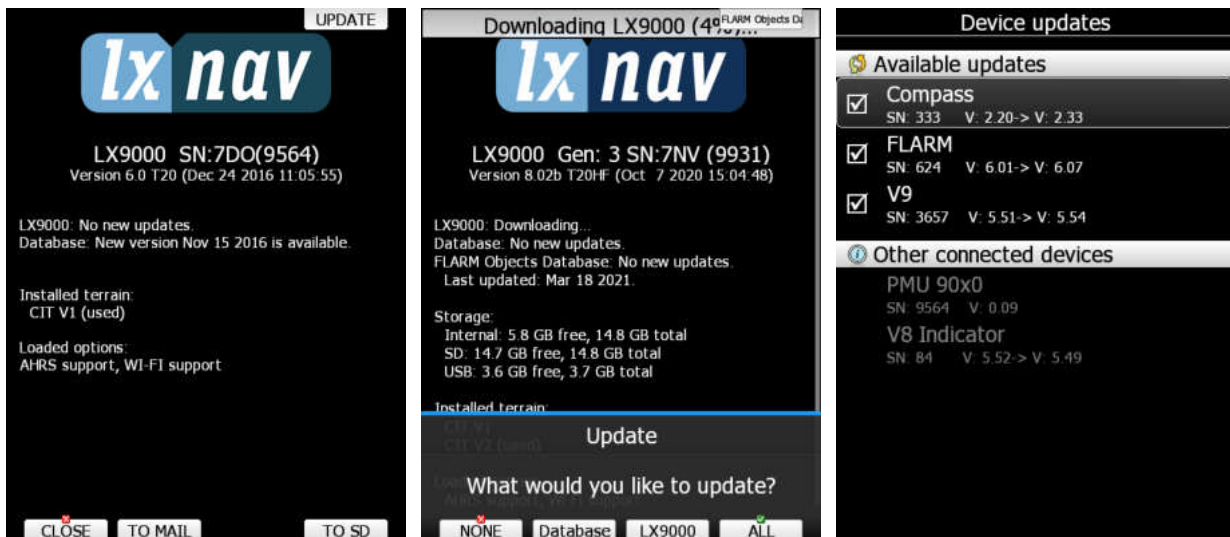 UPDATE
lx nav
LX9000 SN:7DO(9564)
Version 6.0 T20 (Dec 24 2016 11:05:55)
LX9000: No new updates.
Database: New version Nov 15 2016 is available.
Installed terrain:
CIT V1 (used)
Loaded options:
AHRS support, WI-FI support
CLOSE
TO MAIL
TO SD
Downloading LX9000 (4%)...
FLARM Objects Da
lx nav
LX9000 Gen: 3 SN:7NV (9931)
Version 8.02b T20HF (Oct 7 2020 15:04:48)
LX9000: Downloading...
Database: No new updates.
FLARM Objects Database: No new updates.
Last updated: Mar 18 2021.
Storage:
Internal: 5.8 GB free, 14.8 GB total
SD: 14.7 GB free, 14.8 GB total
USB: 3.6 GB free, 3.7 GB total
Installed terrain:
CIT V1
CIT V2 (used)
Update
What would you like to update?
NONE
Database
LX9000
ALL
Device updates
Available updates
Compass
SN: 333 V: 2.20-> V: 2.33
FLARM
SN: 624 V: 6.01-> V: 6.07
V9
SN: 3657 V: 5.51-> V: 5.54
Other connected devices
PMU 90x0
SN: 9564 V: 0.09
V8 Indicator
SN: 84 V: 5.52-> V: 5.49